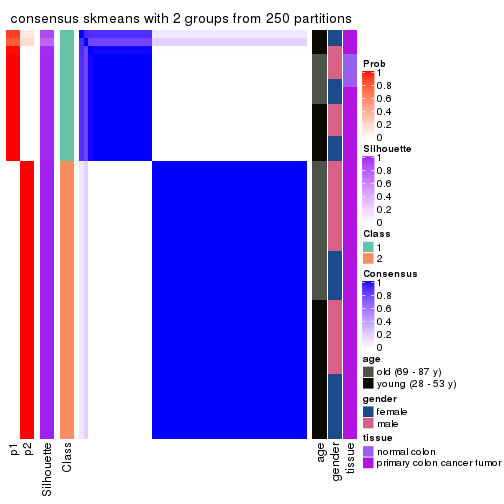 consensus skmeans with 2 groups from 250 partitions
Prob
1
0.8
0.6
0.4
0.2
0
Silhouette
1
0.8
0.6
0.4
0.2
0
Class
1
2
Consensus
1
0.8
0.6
0.4
0.2
0
age
old (69 - 87 y)
young (28 - 53 y)
gender
female
male
tissue
normal colon
primary colon cancer tumor
p1
p2
Silhouette
Class
age
gender
tissue